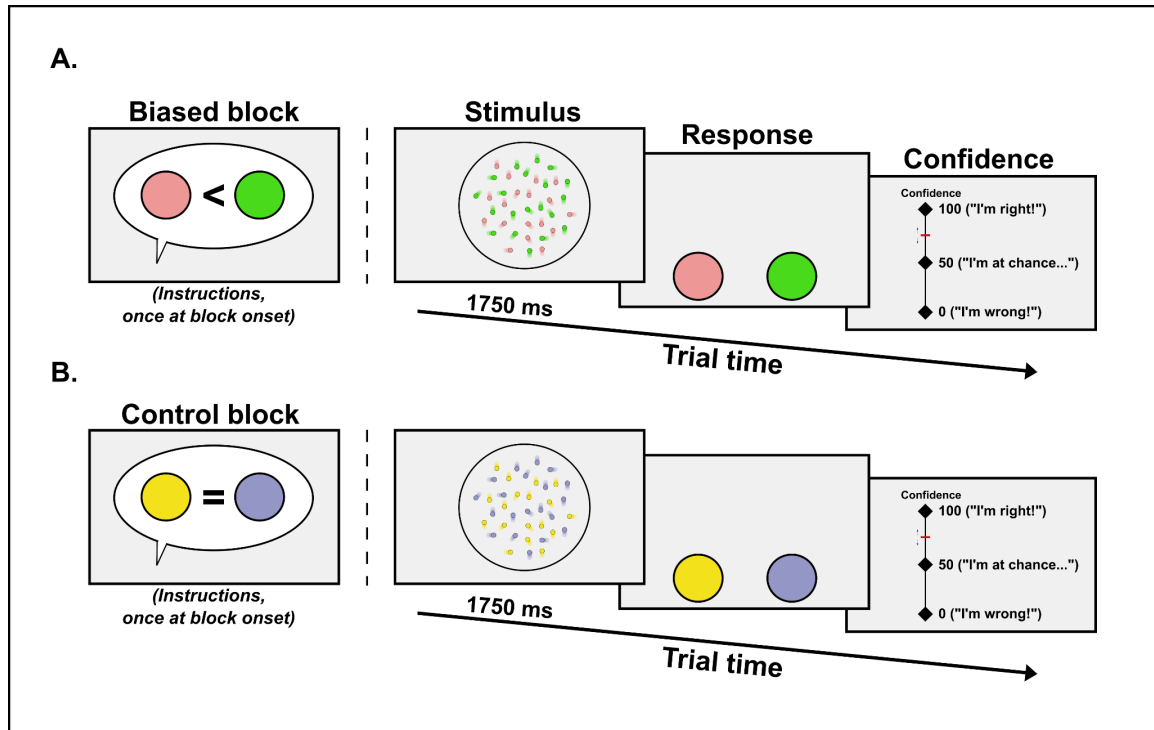 A.
Biased block
Stimulus
Response
Confidence
<
Confidence
100 ("I'm right!")
50 ("I'm at chance...")
0 ("I'm wrong!")
(Instructions,
once at block onset)
1750 ms
Trial time
B.
Control block
=
Confidence
100 ("I'm right!")
50 ("I'm at chance...")
0 ("I'm wrong!")
(Instructions,
once at block onset)
1750 ms
Trial time